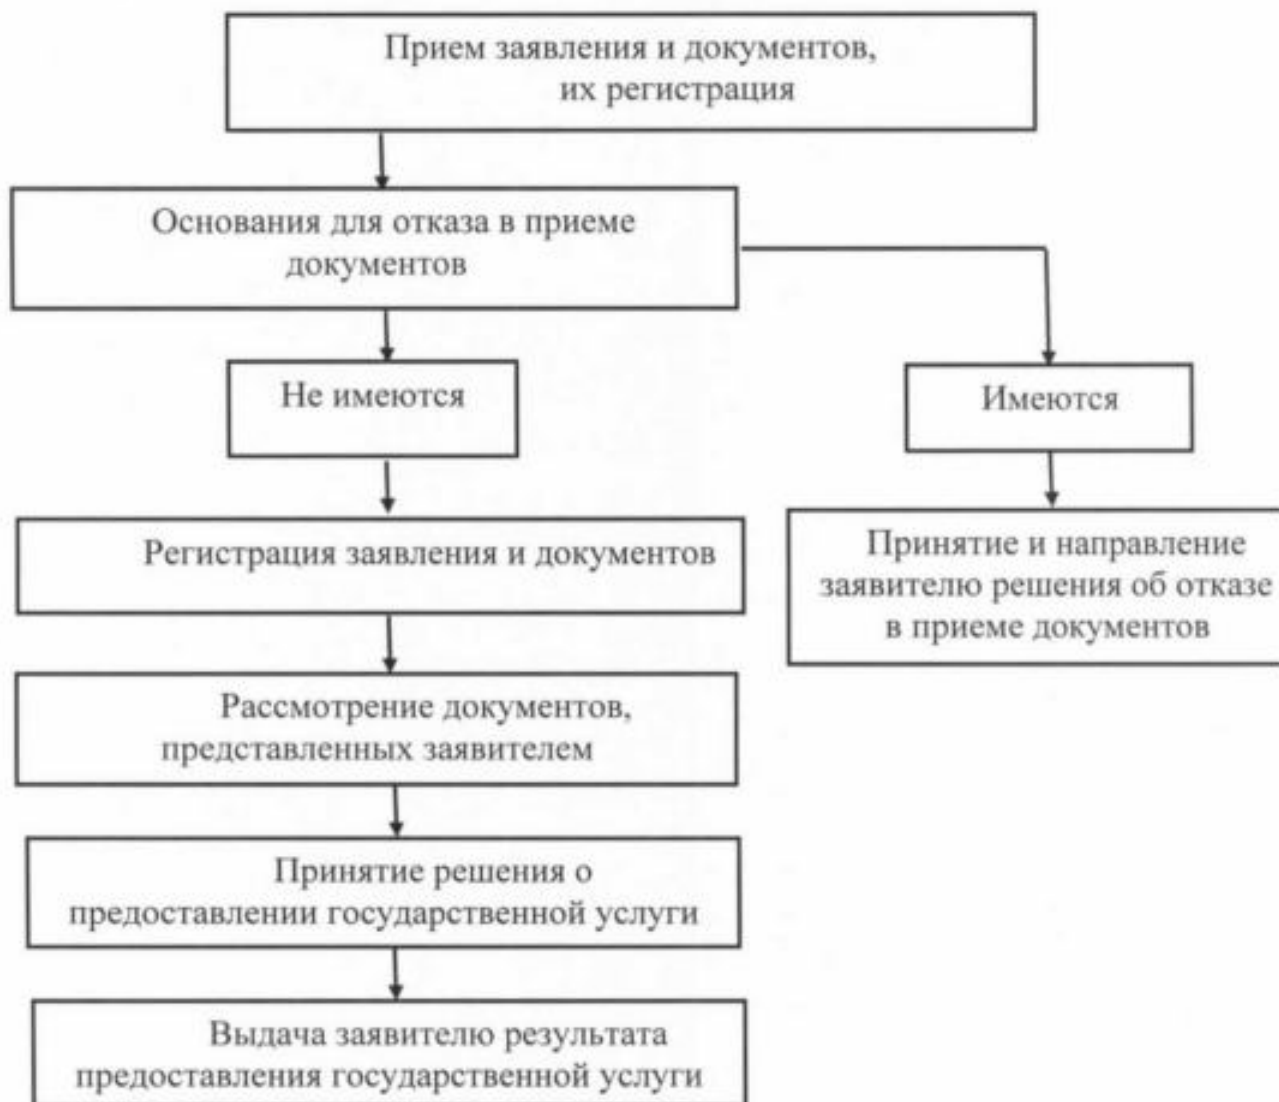 Прием заявления и документов,
их регистрация
Основания для отказа в приеме
документов
Не имеются
Имеются
Регистрация заявления и документов
Принятие и направление
заявителю решения об отказе
в приеме документов
Рассмотрение документов,
представленных заявителем
Принятие решения о
предоставлении государственной услуги
Выдача заявителю результата
предоставления государственной услуги